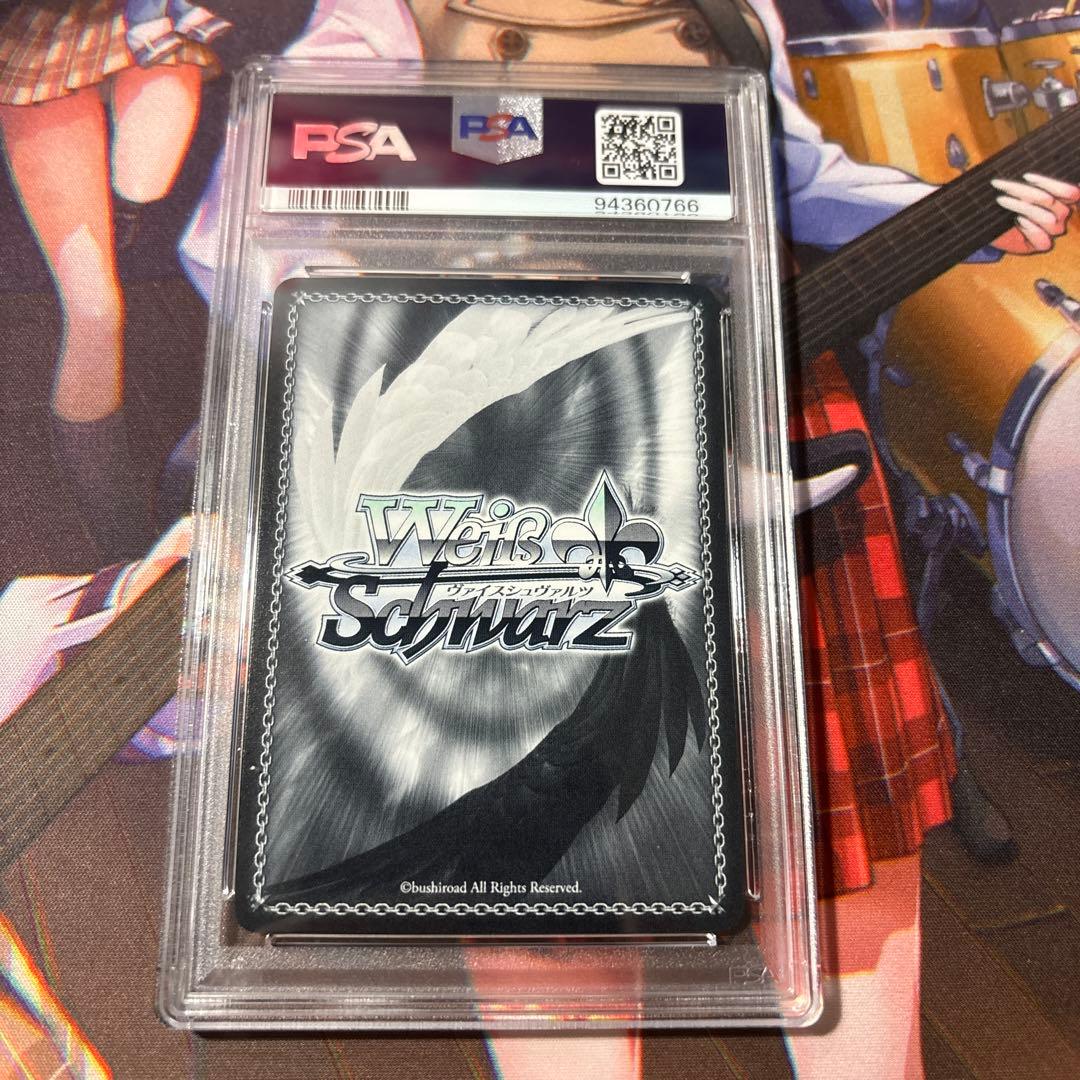 PSA
PSA
94360766
Weiß
ヴァイスシュヴァルツ
Schwarz
©bushiroad All Rights Reserved.
PSA